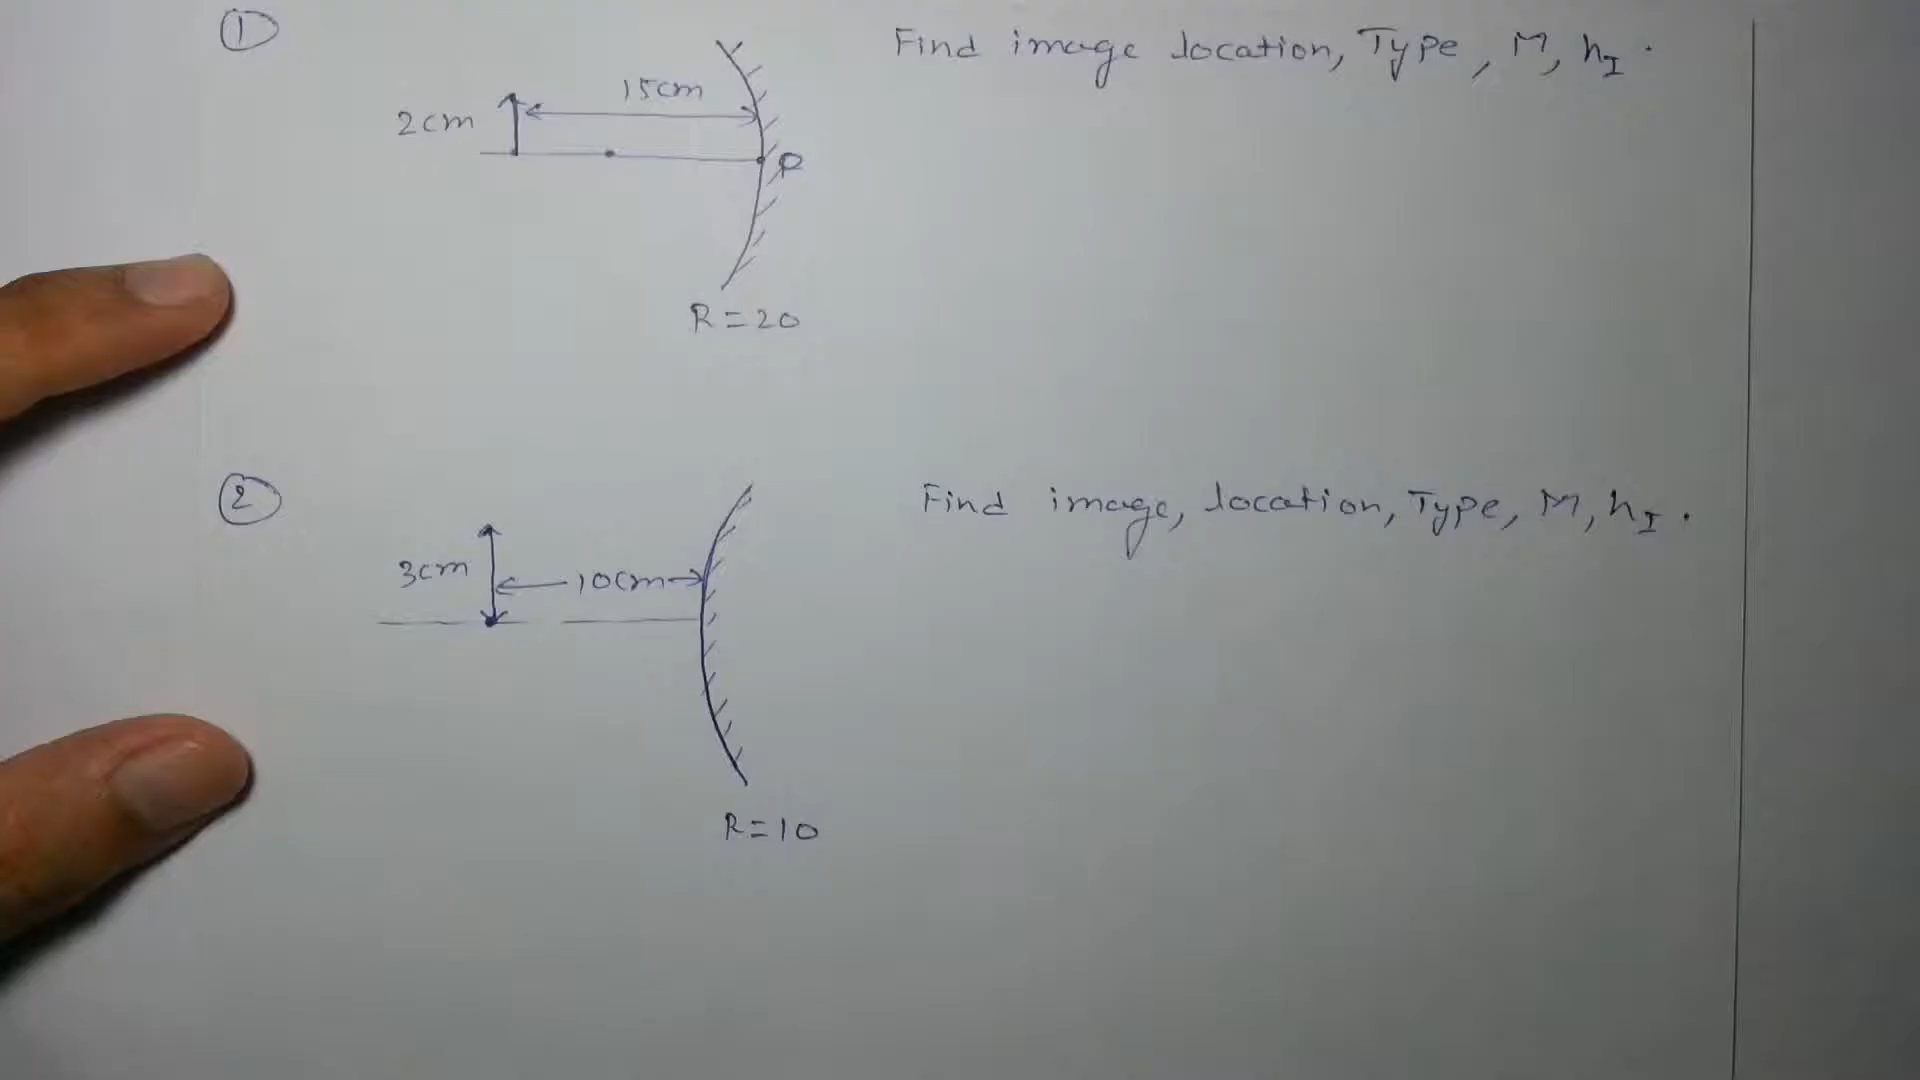 1
Find image location, Type, M, hI.
15cm
2cm
P
R=20
2
Find image, location, Type, M, hI.
3cm
10cm
R=10